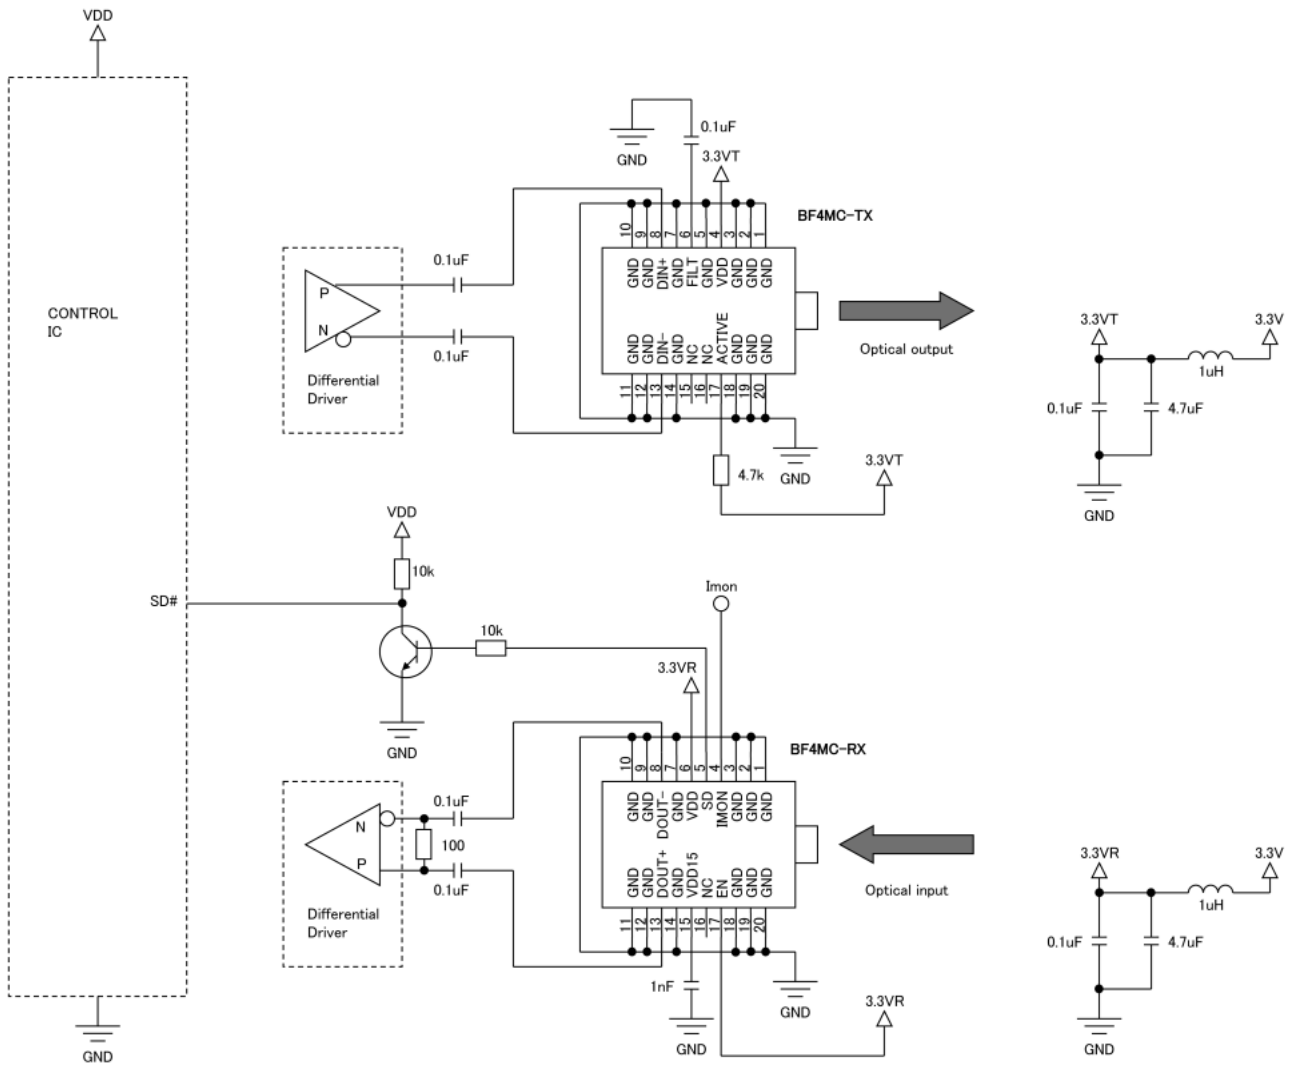 VDD
CONTROL
IC
SD#
GND
GND
0.1uF
3.3VT
BF4MC-TX
10
9
8
7
6
5
4
3
2
1
GND
GND
DIN+
GND
FILT
GND
VDD
GND
GND
GND
GND
GND
DIN-
GND
NC
NC
ACTIVE
GND
GND
GND
11
12
13
14
15
16
17
18
19
20
0.1uF
P
N
0.1uF
Differential
Driver
Optical output
GND
4.7k
3.3VT
3.3VT
3.3V
1uH
0.1uF
4.7uF
GND
VDD
10k
10k
GND
Imon
3.3VR
BF4MC-RX
10
9
8
7
6
5
4
3
2
1
GND
GND
DOUT-
GND
VDD
SD
IMON
GND
GND
GND
GND
GND
DOUT+
GND
VDD15
NC
EN
GND
GND
GND
11
12
13
14
15
16
17
18
19
20
0.1uF
N
100
P
0.1uF
Differential
Driver
Optical input
1nF
GND
GND
3.3VR
3.3VR
3.3V
1uH
0.1uF
4.7uF
GND